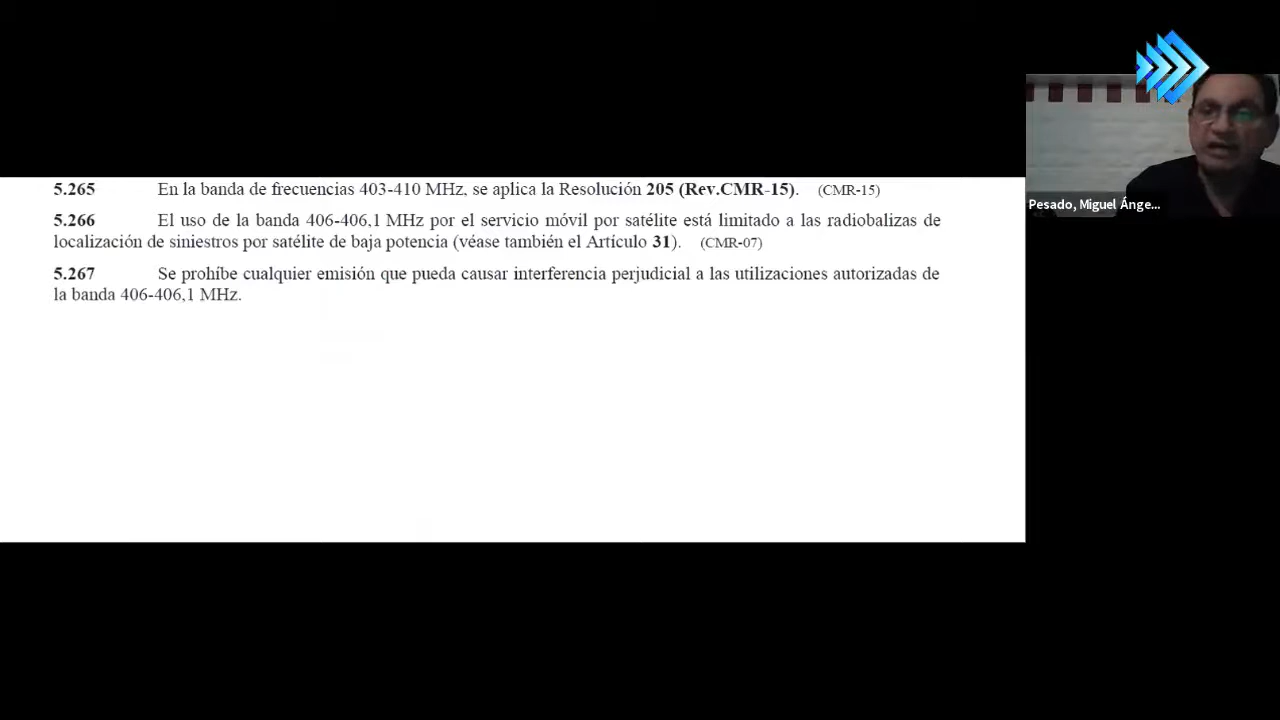 5.265 En la banda de frecuencias 403-410 MHz, se aplica la Resolución 205 (Rev.CMR-15). (CMR-15)
5.266 El uso de la banda 406-406,1 MHz por el servicio móvil por satélite está limitado a las radiobalizas de
localización de siniestros por satélite de baja potencia (véase también el Artículo 31). (CMR-07)
5.267 Se prohíbe cualquier emisión que pueda causar interferencia perjudicial a las utilizaciones autorizadas de
la banda 406-406,1 MHz.
Pesado, Miguel Ánge...